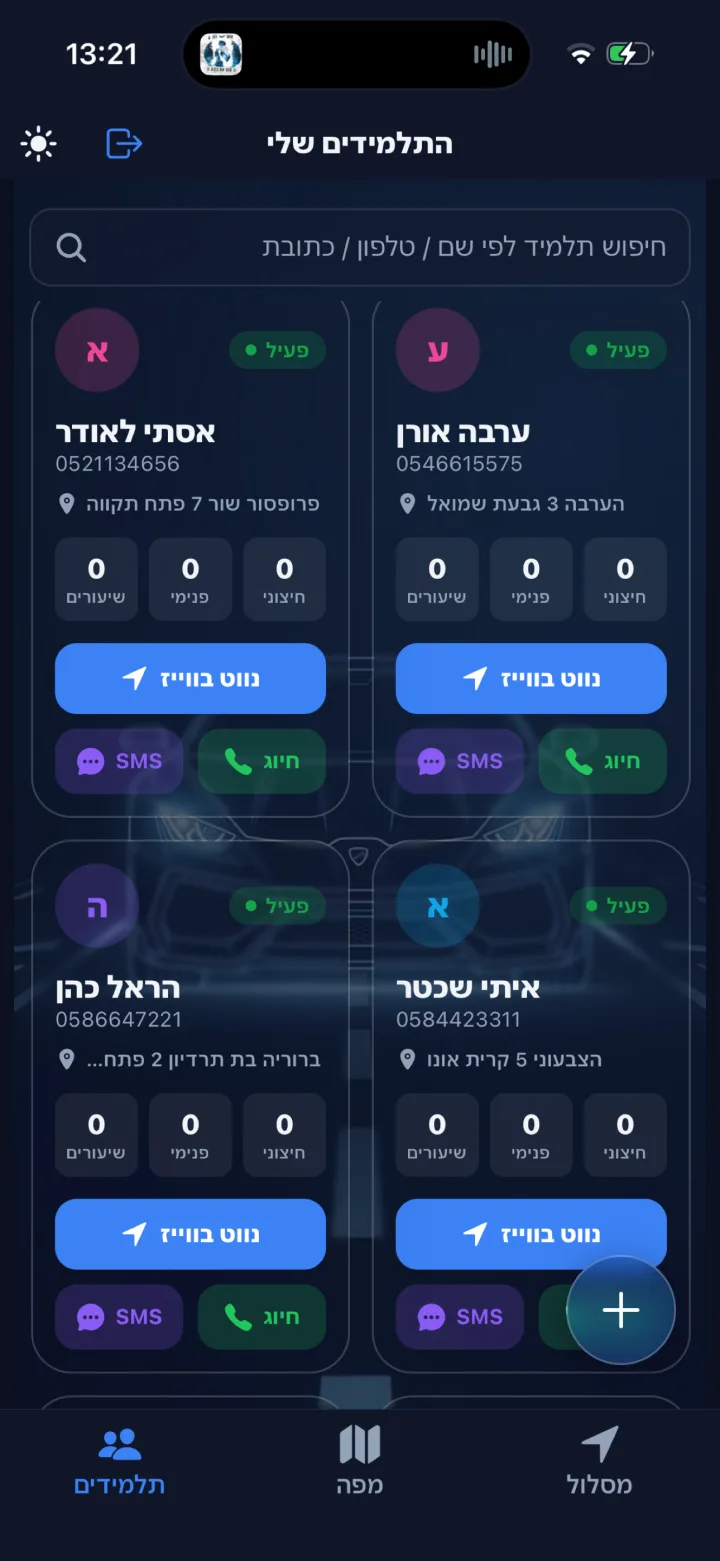 13:21
התלמידים שלי
חיפוש תלמיד לפי שם / טלפון / כתובת
ע
פעיל
ערבה אורן
0546615575
הערבה 3 גבעת שמואל
0 0 0
חיצוני פנימי שיעורים
נווט בווייז
חיוג SMS
א
פעיל
אסתי לאודר
0521134656
פרופסור שור 7 פתח תקווה
0 0 0
חיצוני פנימי שיעורים
נווט בווייז
חיוג SMS
א
פעיל
איתי שכטר
0584423311
הצבעוני 5 קרית אונו
0 0 0
חיצוני פנימי שיעורים
נווט בווייז
SMS
ה
פעיל
הראל כהן
0586647221
ברוריה בת תרדיון 2 פתח...
0 0 0
חיצוני פנימי שיעורים
נווט בווייז
חיוג SMS
מסלול מפה תלמידים